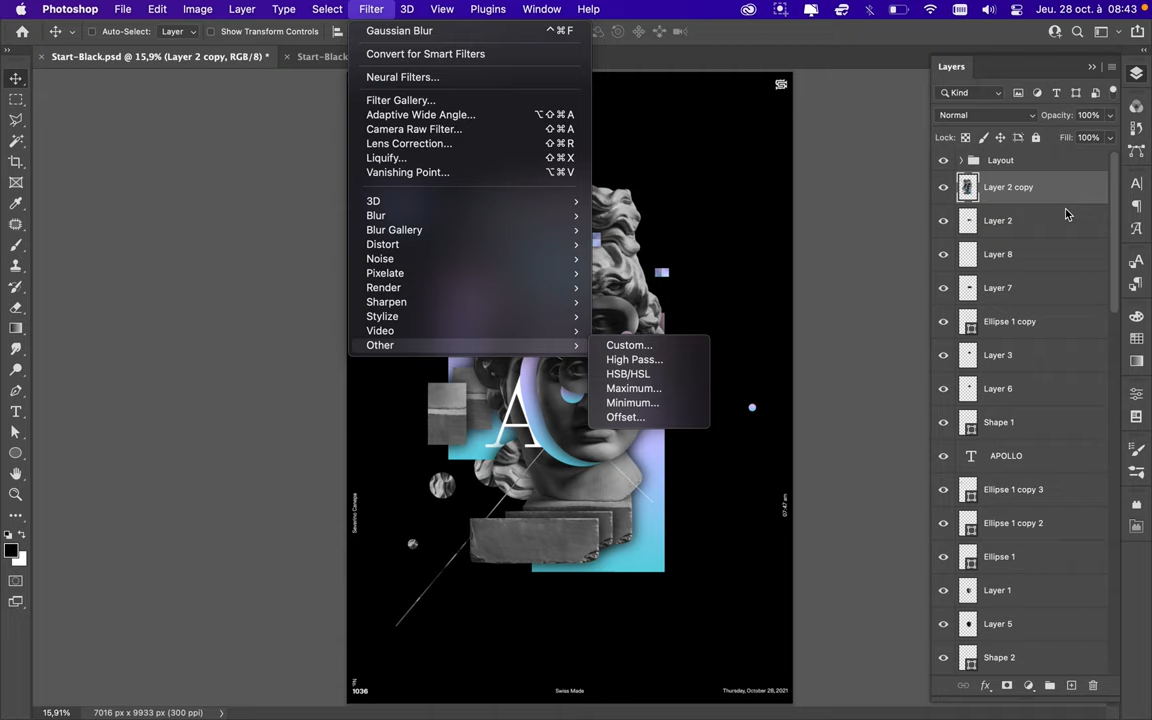 Photoshop File Edit Image Layer Type Select Filter 3D View Plugins Window Help Jeu. 28 oct. à 08:43
Auto-Select: Layer Show Transform Controls
Start-Black.psd @ 15,9% (Layer 2 copy, RGB/8) *
Start-Black
Gaussian Blur ⌃⌘F
Convert for Smart Filters
Neural Filters...
Filter Gallery...
Adaptive Wide Angle... ⌥⇧⌘A
Camera Raw Filter... ⇧⌘A
Lens Correction... ⇧⌘R
Liquify... ⇧⌘X
Vanishing Point... ⌥⌘V
3D
Blur
Blur Gallery
Distort
Noise
Pixelate
Render
Sharpen
Stylize
Video
Other
Custom...
High Pass...
HSB/HSL
Maximum...
Minimum...
Offset...
A
Severino Canepa
07:47 am
N.
1036
Swiss Made
Thursday, October 28, 2021
Layers
Kind
Normal Opacity: 100%
Lock: Fill: 100%
Layout
Layer 2 copy
Layer 2
Layer 8
Layer 7
Ellipse 1 copy
Layer 3
Layer 6
Shape 1
APOLLO
Ellipse 1 copy 3
Ellipse 1 copy 2
Ellipse 1
Layer 1
Layer 5
Shape 2
15,91% 7016 px x 9933 px (300 ppi)